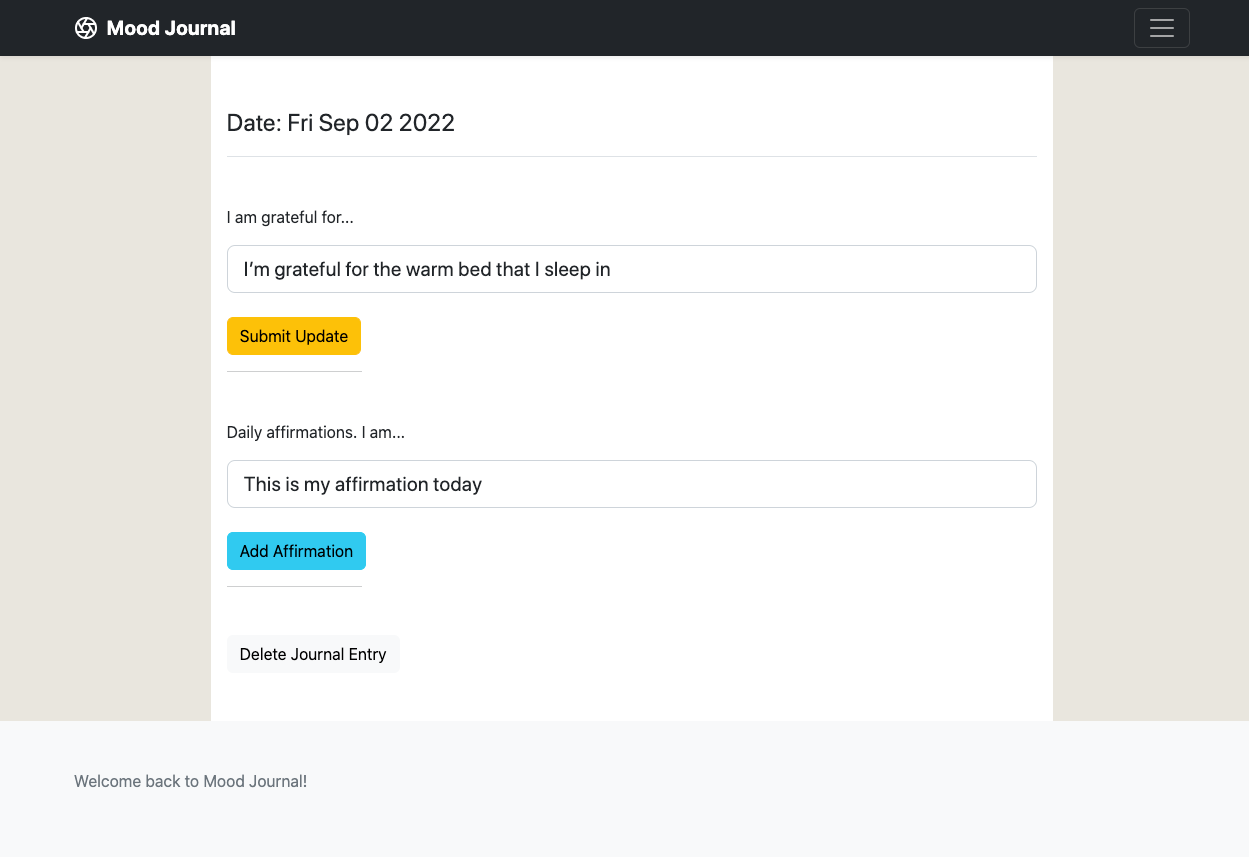 Mood Journal
Date: Fri Sep 02 2022
I am grateful for...
I’m grateful for the warm bed that I sleep in
Submit Update
Daily affirmations. I am...
This is my affirmation today
Add Affirmation
Delete Journal Entry
Welcome back to Mood Journal!